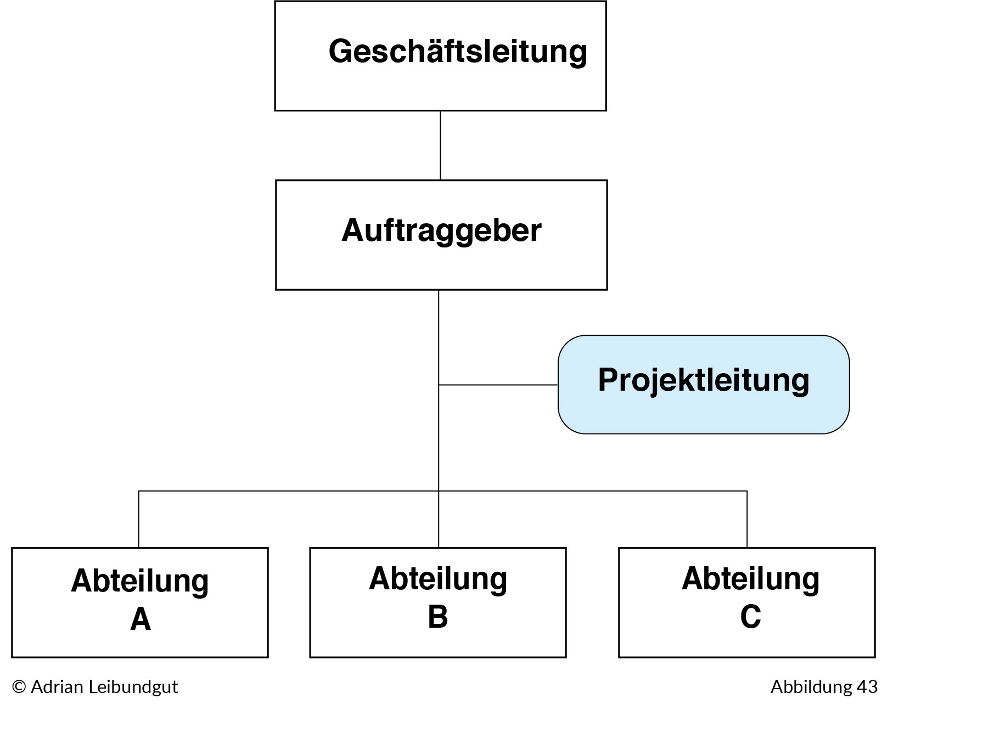 Geschäftsleitung
Auftraggeber
Projektleitung
Abteilung
A
Abteilung
B
Abteilung
C
© Adrian Leibundgut
Abbildung 43